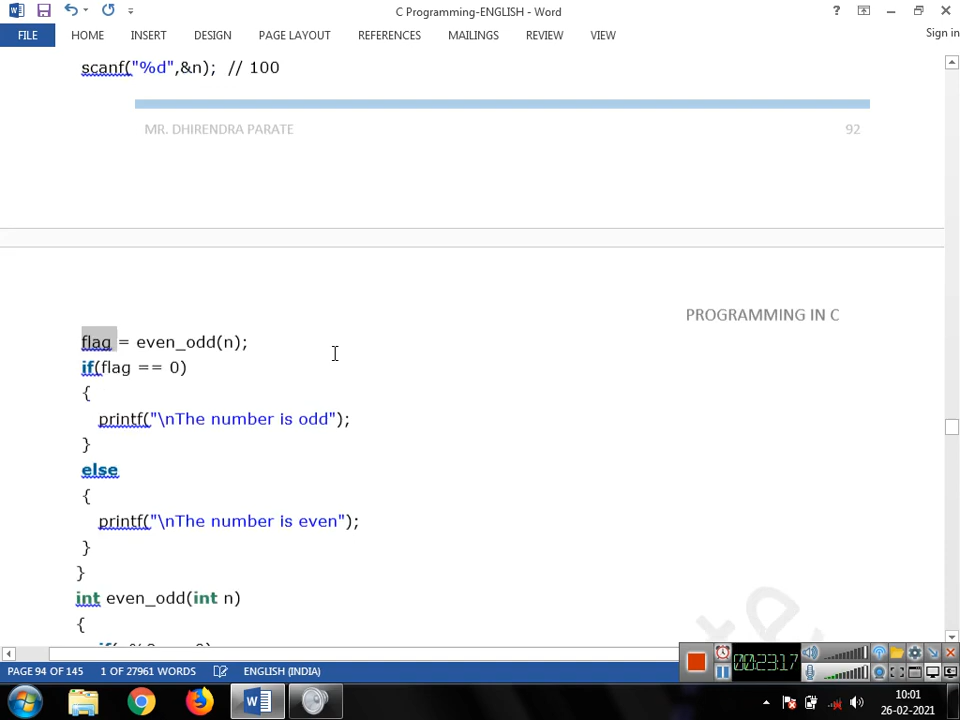 C Programming-ENGLISH - Word
?
Sign in
FILE HOME INSERT DESIGN PAGE LAYOUT REFERENCES MAILINGS REVIEW VIEW
scanf("%d",&n); // 100
MR. DHIRENDRA PARATE 92
PROGRAMMING IN C
flag = even_odd(n);
if(flag == 0)
{
printf("\nThe number is odd");
}
else
{
printf("\nThe number is even");
}
}
int even_odd(int n)
{
PAGE 94 OF 145 1 OF 27961 WORDS ENGLISH (INDIA)
00:23:17
10:01
26-02-2021